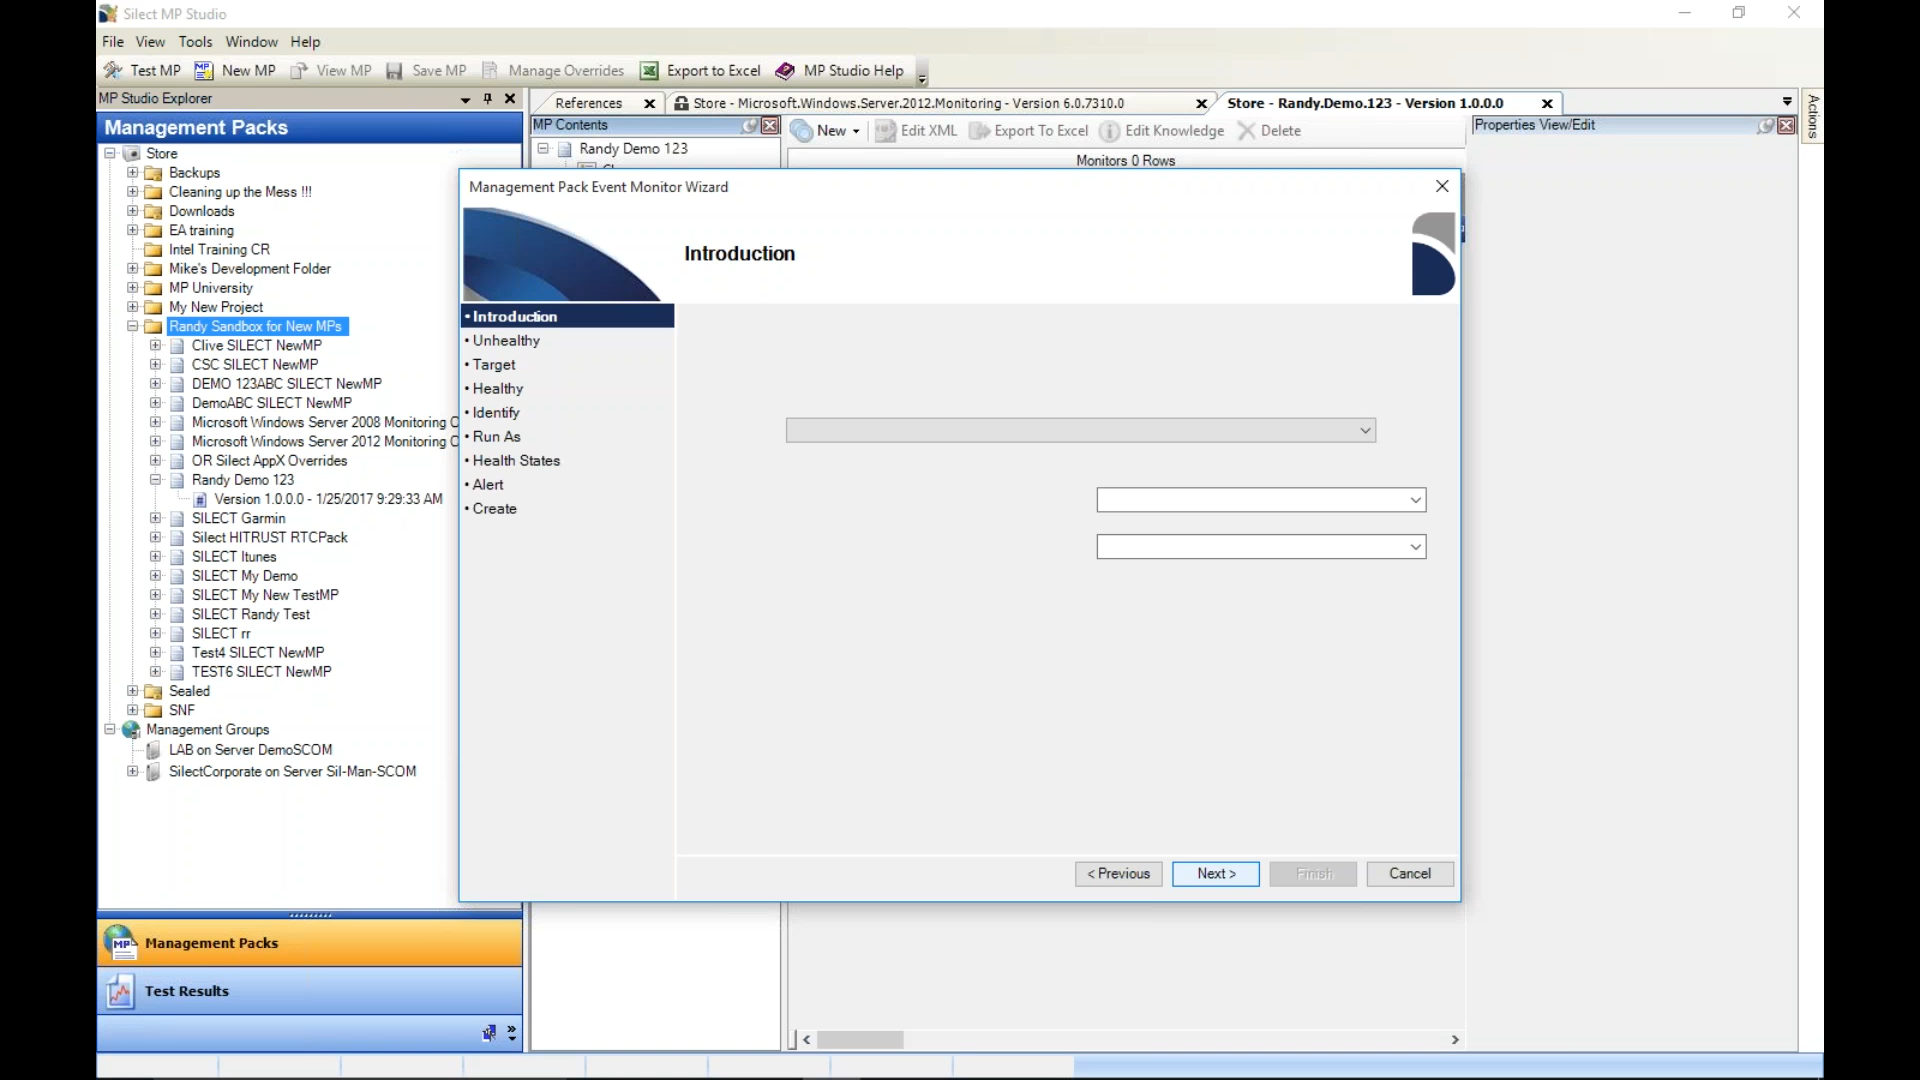 Silect MP Studio
File View Tools Window Help
Test MP New MP View MP Save MP Manage Overrides Export to Excel MP Studio Help
MP Studio Explorer
Management Packs
Store
Backups
Cleaning up the Mess !!!
Downloads
EA training
Intel Training CR
Mike's Development Folder
MP University
My New Project
Randy Sandbox for New MPs
Clive SILECT NewMP
CSC SILECT NewMP
DEMO 123ABC SILECT NewMP
DemoABC SILECT NewMP
Microsoft Windows Server 2008 Monitoring
Microsoft Windows Server 2012 Monitoring
OR Silect AppX Overrides
Randy Demo 123
Version 1.0.0.0 - 1/25/2017 9:29:33 AM
SILECT Garmin
Silect HITRUST RTCPack
SILECT Itunes
SILECT My Demo
SILECT My New TestMP
SILECT Randy Test
SILECT rr
Test4 SILECT NewMP
TEST6 SILECT NewMP
Sealed
SNF
Management Groups
LAB on Server DemoSCOM
SilectCorporate on Server Sil-Man-SCOM
Management Packs
Test Results
References Store - Microsoft.Windows.Server.2012.Monitoring - Version 6.0.7310.0 Store - Randy.Demo.123 - Version 1.0.0.0
MP Contents
Randy Demo 123
New Edit XML Export To Excel Edit Knowledge Delete
Monitors 0 Rows
Properties View/Edit
Actions
Management Pack Event Monitor Wizard
Introduction
• Introduction
• Unhealthy
• Target
• Healthy
• Identify
• Run As
• Health States
• Alert
• Create
< Previous Next > Finish Cancel